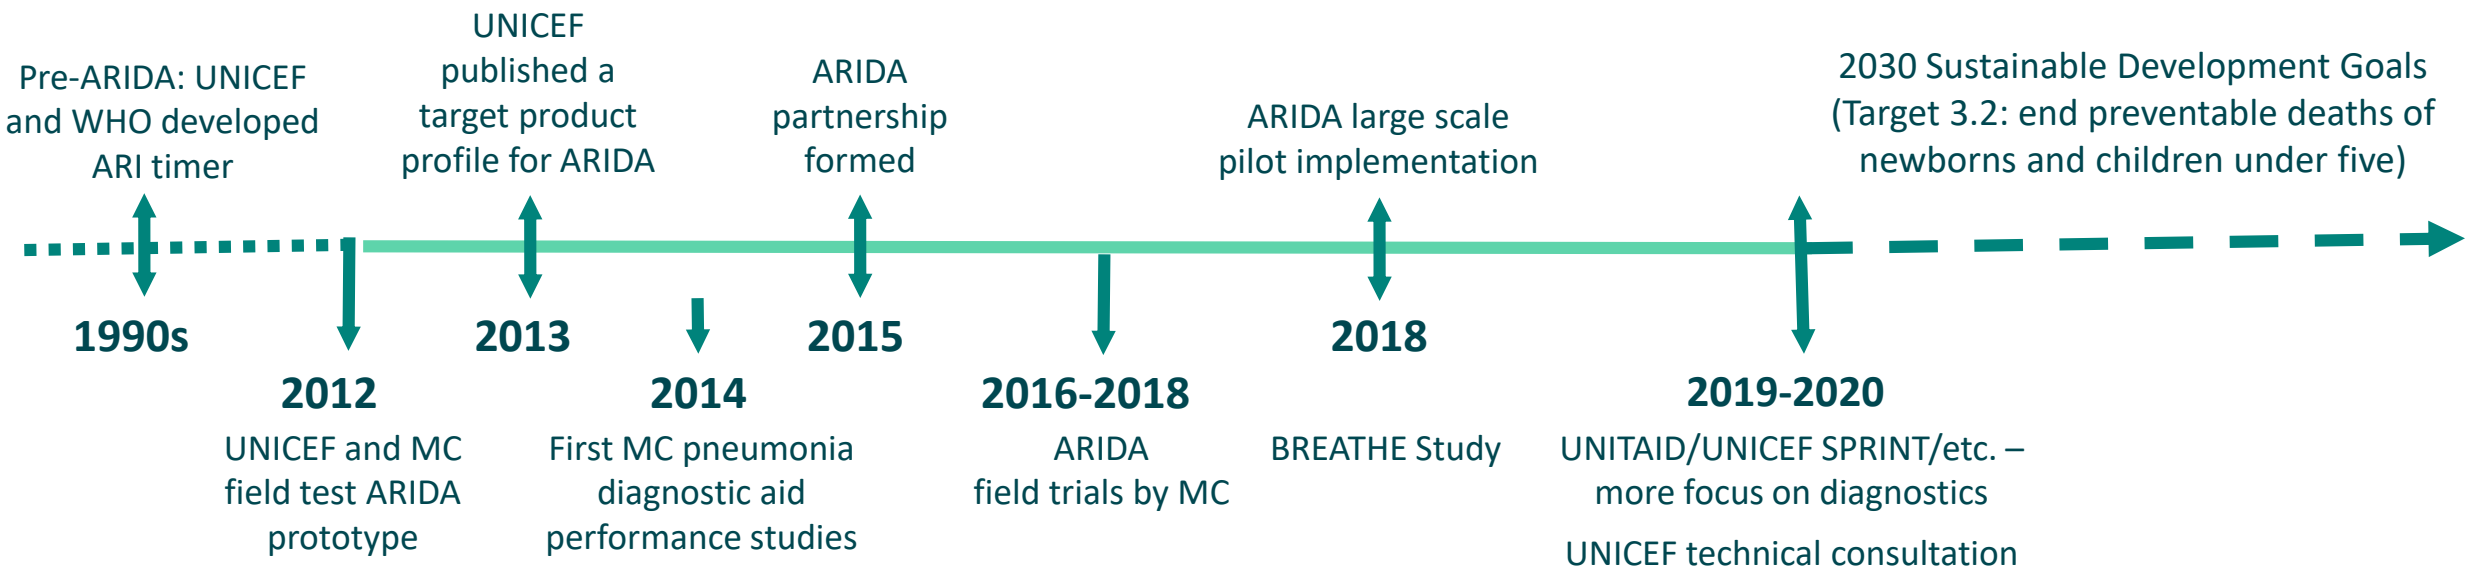 Pre-ARIDA: UNICEF
and WHO developed
ARI timer
1990s
2012
UNICEF and MC
field test ARIDA
prototype
UNICEF
published a
target product
profile for ARIDA
2013
2014
First MC pneumonia
diagnostic aid
performance studies
ARIDA
partnership
formed
2015
2016-2018
ARIDA
field trials by MC
ARIDA large scale
pilot implementation
2018
BREATHE Study
2030 Sustainable Development Goals
(Target 3.2: end preventable deaths of
newborns and children under five)
2019-2020
UNITAID/UNICEF SPRINT/etc. –
more focus on diagnostics
UNICEF technical consultation